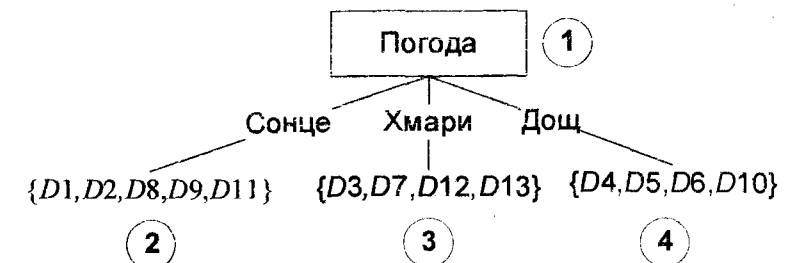 Погода 1
Сонце Хмари Дощ
{D1,D2,D8,D9,D11} {D3,D7,D12,D13} {D4,D5,D6,D10}
2 3 4